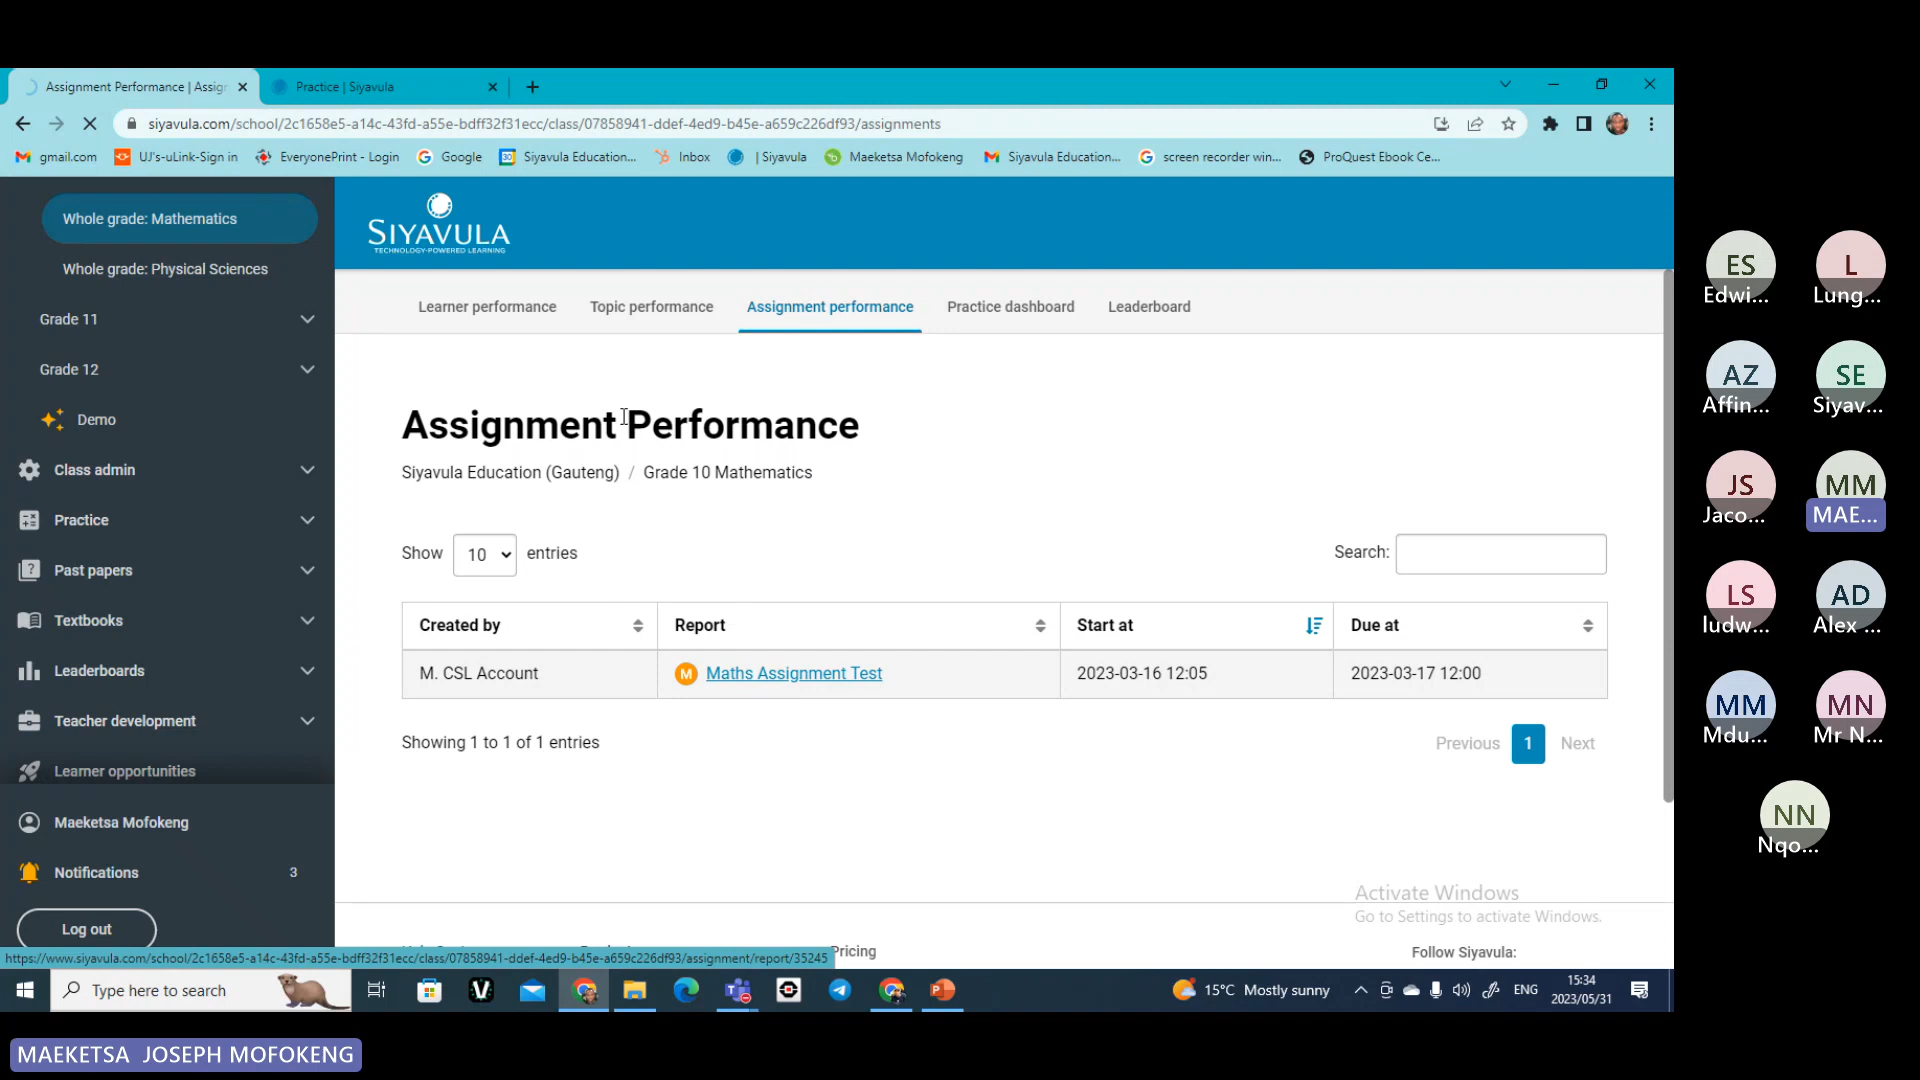 Assignment Performance | Assig
Practice | Siyavula
siyavula.com/school/2c1658e5-a14c-43fd-a55e-bdff32f31ecc/class/07858941-ddef-4ed9-b45e-a659c226df93/assignments
gmail.com
UJ's-uLink-Sign in
EveryonePrint - Login
Google
Siyavula Education...
Inbox
| Siyavula
Maeketsa Mofokeng
Siyavula Education...
screen recorder win...
ProQuest Ebook Ce...
Whole grade: Mathematics
Whole grade: Physical Sciences
Grade 11
Grade 12
Demo
Class admin
Practice
Past papers
Textbooks
Leaderboards
Teacher development
Learner opportunities
Maeketsa Mofokeng
Notifications 3
Log out
SIYAVULA
TECHNOLOGY-POWERED LEARNING
Learner performance
Topic performance
Assignment performance
Practice dashboard
Leaderboard
Assignment Performance
Siyavula Education (Gauteng) / Grade 10 Mathematics
Show 10 entries
Search:
Created by Report Start at Due at
M. CSL Account M Maths Assignment Test 2023-03-16 12:05 2023-03-17 12:00
Showing 1 to 1 of 1 entries
Previous 1 Next
Activate Windows
Go to Settings to activate Windows.
Pricing
Follow Siyavula:
https://www.siyavula.com/school/2c1658e5-a14c-43fd-a55e-bdff32f31ecc/class/07858941-ddef-4ed9-b45e-a659c226df93/assignment/report/35245
Type here to search
15°C Mostly sunny
ENG
15:34
2023/05/31
ES
Edwi...
L
Lung...
AZ
Affin...
SE
Siyav...
JS
Jaco...
MM
MAE...
LS
ludw...
AD
Alex ...
MM
Mdu...
MN
Mr N...
NN
Nqo...
MAEKETSA JOSEPH MOFOKENG